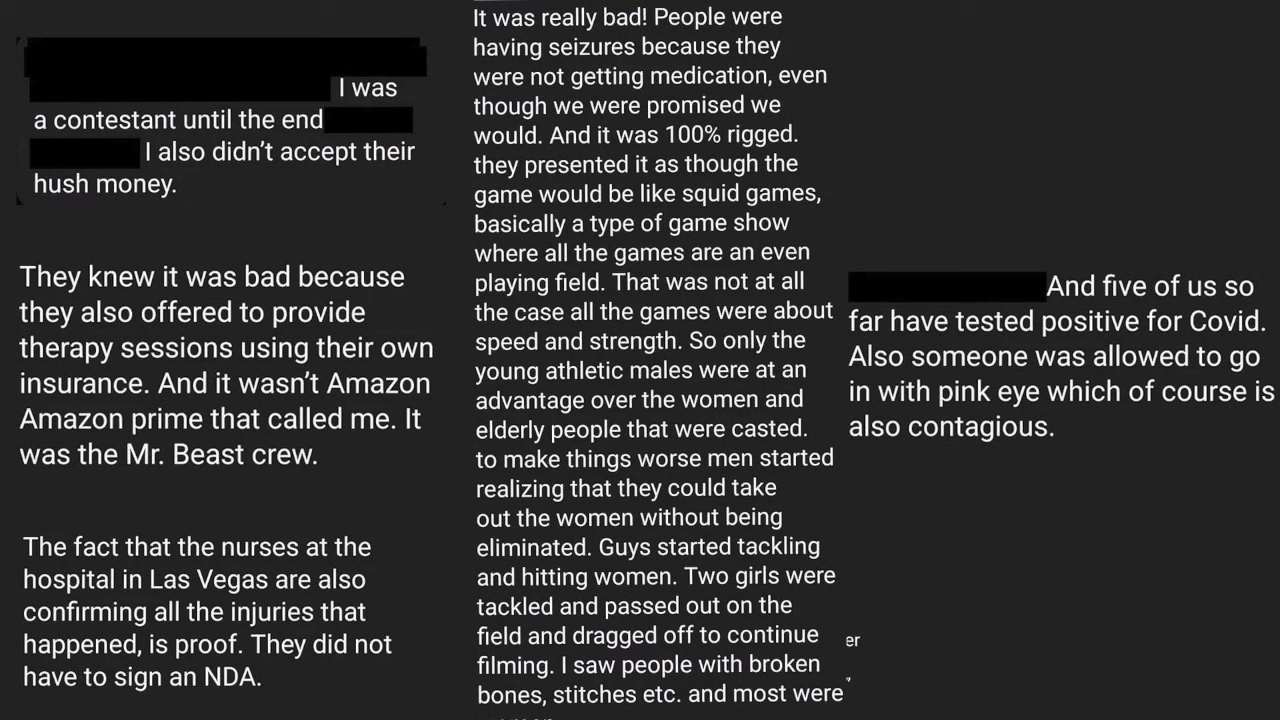 I was
a contestant until the end
I also didn't accept their
hush money.
They knew it was bad because
they also offered to provide
therapy sessions using their own
insurance. And it wasn't Amazon
Amazon prime that called me. It
was the Mr. Beast crew.
The fact that the nurses at the
hospital in Las Vegas are also
confirming all the injuries that
happened, is proof. They did not
have to sign an NDA.
It was really bad! People were
having seizures because they
were not getting medication, even
though we were promised we
would. And it was 100% rigged.
they presented it as though the
game would be like squid games,
basically a type of game show
where all the games are an even
playing field. That was not at all
the case all the games were about
speed and strength. So only the
young athletic males were at an
advantage over the women and
elderly people that were casted.
to make things worse men started
realizing that they could take
out the women without being
eliminated. Guys started tackling
and hitting women. Two girls were
tackled and passed out on the
field and dragged off to continue
filming. I saw people with broken
bones, stitches etc. and most were
er
And five of us so
far have tested positive for Covid.
Also someone was allowed to go
in with pink eye which of course is
also contagious.